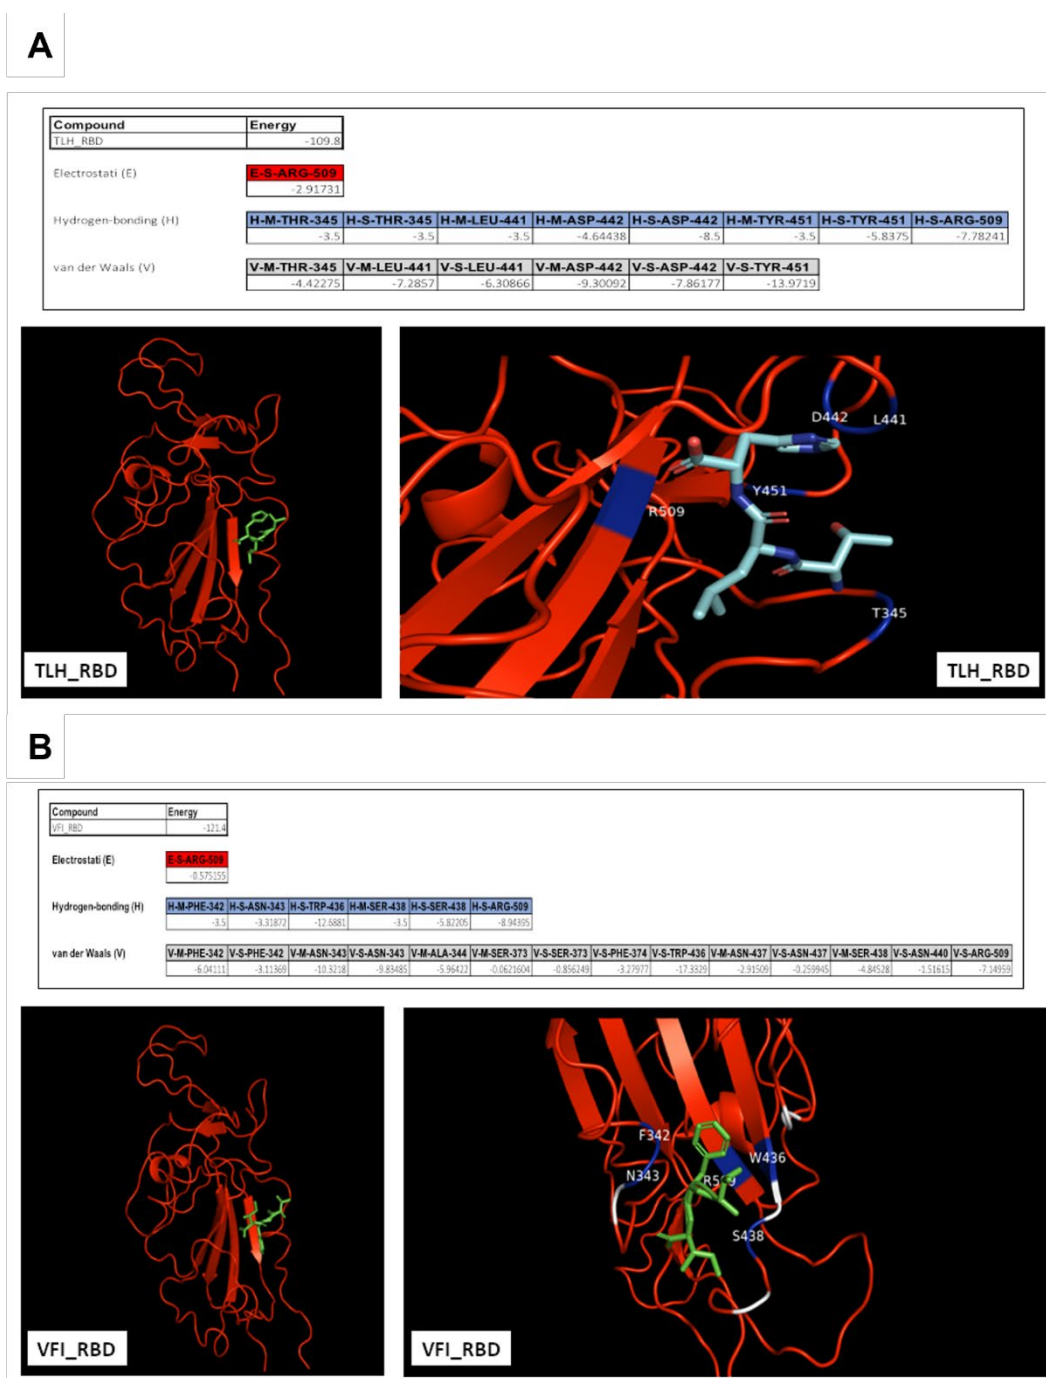 A
Compound Energy
TLH_RBD -109.8
Electrostati (E) E-S-ARG-509
-2.91731
Hydrogen-bonding (H) H-M-THR-345 H-S-THR-345 H-M-LEU-441 H-M-ASP-442 H-S-ASP-442 H-M-TYR-451 H-S-TYR-451 H-S-ARG-509
-3.5 -3.5 -3.5 -4.64438 -8.5 -3.5 -5.8375 -7.78241
van der Waals (V) V-M-THR-345 V-M-LEU-441 V-S-LEU-441 V-M-ASP-442 V-S-ASP-442 V-S-TYR-451
-4.42275 -7.2857 -6.30866 -9.30092 -7.86177 -13.9719
D442 L441
Y451
R509
T345
TLH_RBD TLH_RBD
B
Compound Energy
VFI_RBD -121.4
Electrostati (E) E-S-ARG-509
-0.575155
Hydrogen-bonding (H) H-M-PHE-342 H-S-ASN-343 H-S-TRP-436 H-M-SER-438 H-S-SER-438 H-S-ARG-509
-3.5 -3.31872 -12.6881 -3.5 -5.82205 -8.94395
van der Waals (V) V-M-PHE-342 V-S-PHE-342 V-M-ASN-343 V-S-ASN-343 V-M-ALA-344 V-M-SER-373 V-S-SER-373 V-S-PHE-374 V-S-TRP-436 V-M-ASN-437 V-S-ASN-437 V-M-SER-438 V-S-ASN-440 V-S-ARG-509
-6.04111 -3.11369 -10.3218 -9.83485 -5.96422 -0.0621604 -0.856249 -3.27977 -17.3329 -2.91509 -0.259945 -4.84528 -1.51615 -7.14959
F342
W436
N343 R509
S438
VFI_RBD VFI_RBD